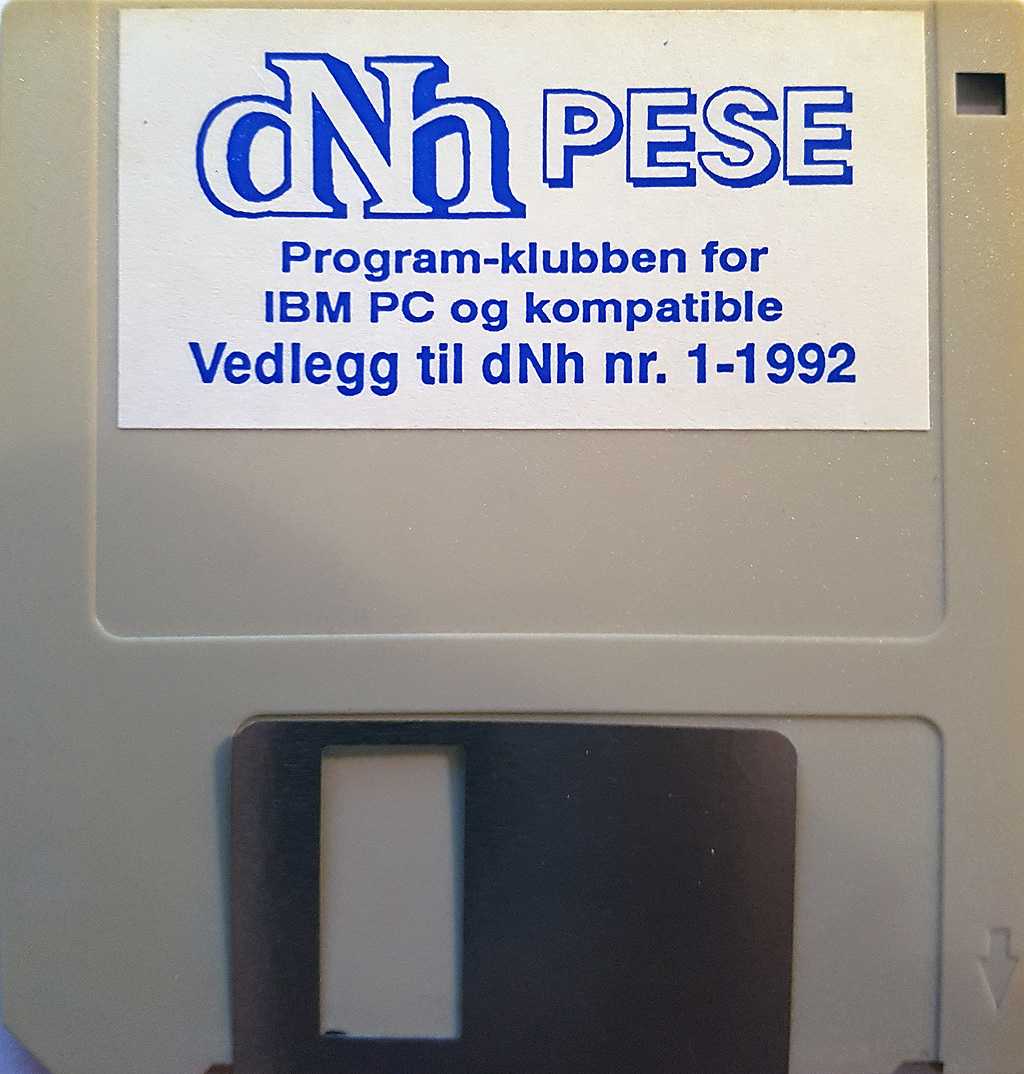 dNh PESE
Program-klubben for
IBM PC og kompatible
Vedlegg til dNh nr. 1-1992